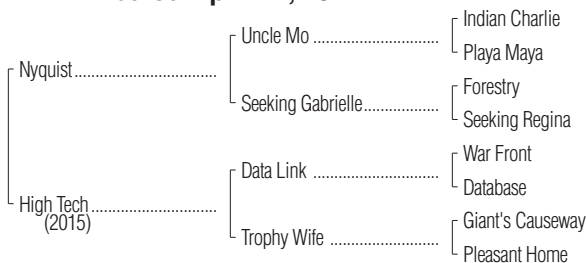 Indian Charlie
Uncle Mo
Playa Maya
Nyquist
Forestry
Seeking Gabrielle
Seeking Regina
War Front
Data Link
Database
High Tech
(2015)
Giant's Causeway
Trophy Wife
Pleasant Home